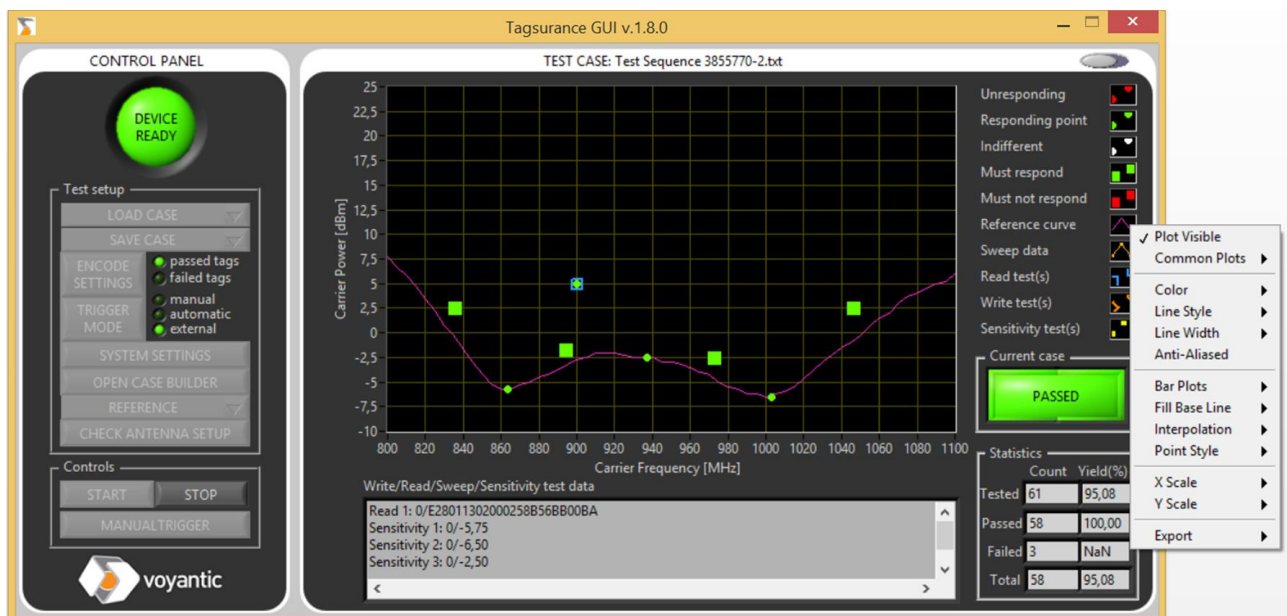 Tagsurance GUI v.1.8.0
CONTROL PANEL
DEVICE
READY
Test setup
LOAD CASE
SAVE CASE
ENCODE
SETTINGS
passed tags
failed tags
TRIGGER
MODE
manual
automatic
external
SYSTEM SETTINGS
OPEN CASE BUILDER
REFERENCE
CHECK ANTENNA SETUP
Controls
START
STOP
MANUALTRIGGER
voyantic
TEST CASE: Test Sequence 3855770-2.txt
Carrier Power [dBm]
25
22,5
20
17,5
15
12,5
10
7,5
5
2,5
0
-2,5
-5
-7,5
-10
800 820 840 860 880 900 920 940 960 980 1000 1020 1040 1060 1080 1100
Carrier Frequency [MHz]
Write/Read/Sweep/Sensitivity test data
Read 1: 0/E28011302000258B56BB00BA
Sensitivity 1: 0/-5,75
Sensitivity 2: 0/-6,50
Sensitivity 3: 0/-2,50
Unresponding
Responding point
Indifferent
Must respond
Must not respond
Reference curve
Sweep data
Read test(s)
Write test(s)
Sensitivity test(s)
Current case
PASSED
Statistics
Count Yield(%)
Tested 61 95,08
Passed 58 100,00
Failed 3 NaN
Total 58 95,08
Plot Visible
Common Plots
Color
Line Style
Line Width
Anti-Aliased
Bar Plots
Fill Base Line
Interpolation
Point Style
X Scale
Y Scale
Export